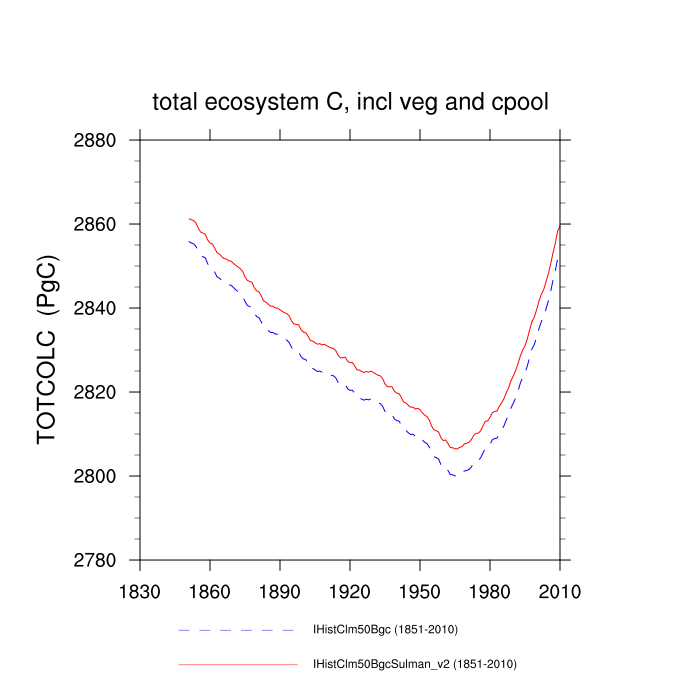 total ecosystem C, incl veg and cpool
TOTCOLC (PgC)
2880
2860
2840
2820
2800
2780
1830 1860 1890 1920 1950 1980 2010
IHistClm50Bgc (1851-2010)
IHistClm50BgcSulman_v2 (1851-2010)